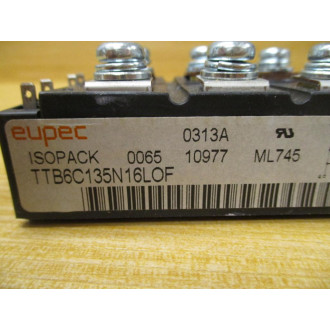 eupec 0313A
ISOPACK 0065 10977 ML745
TTB6C135N16LOF